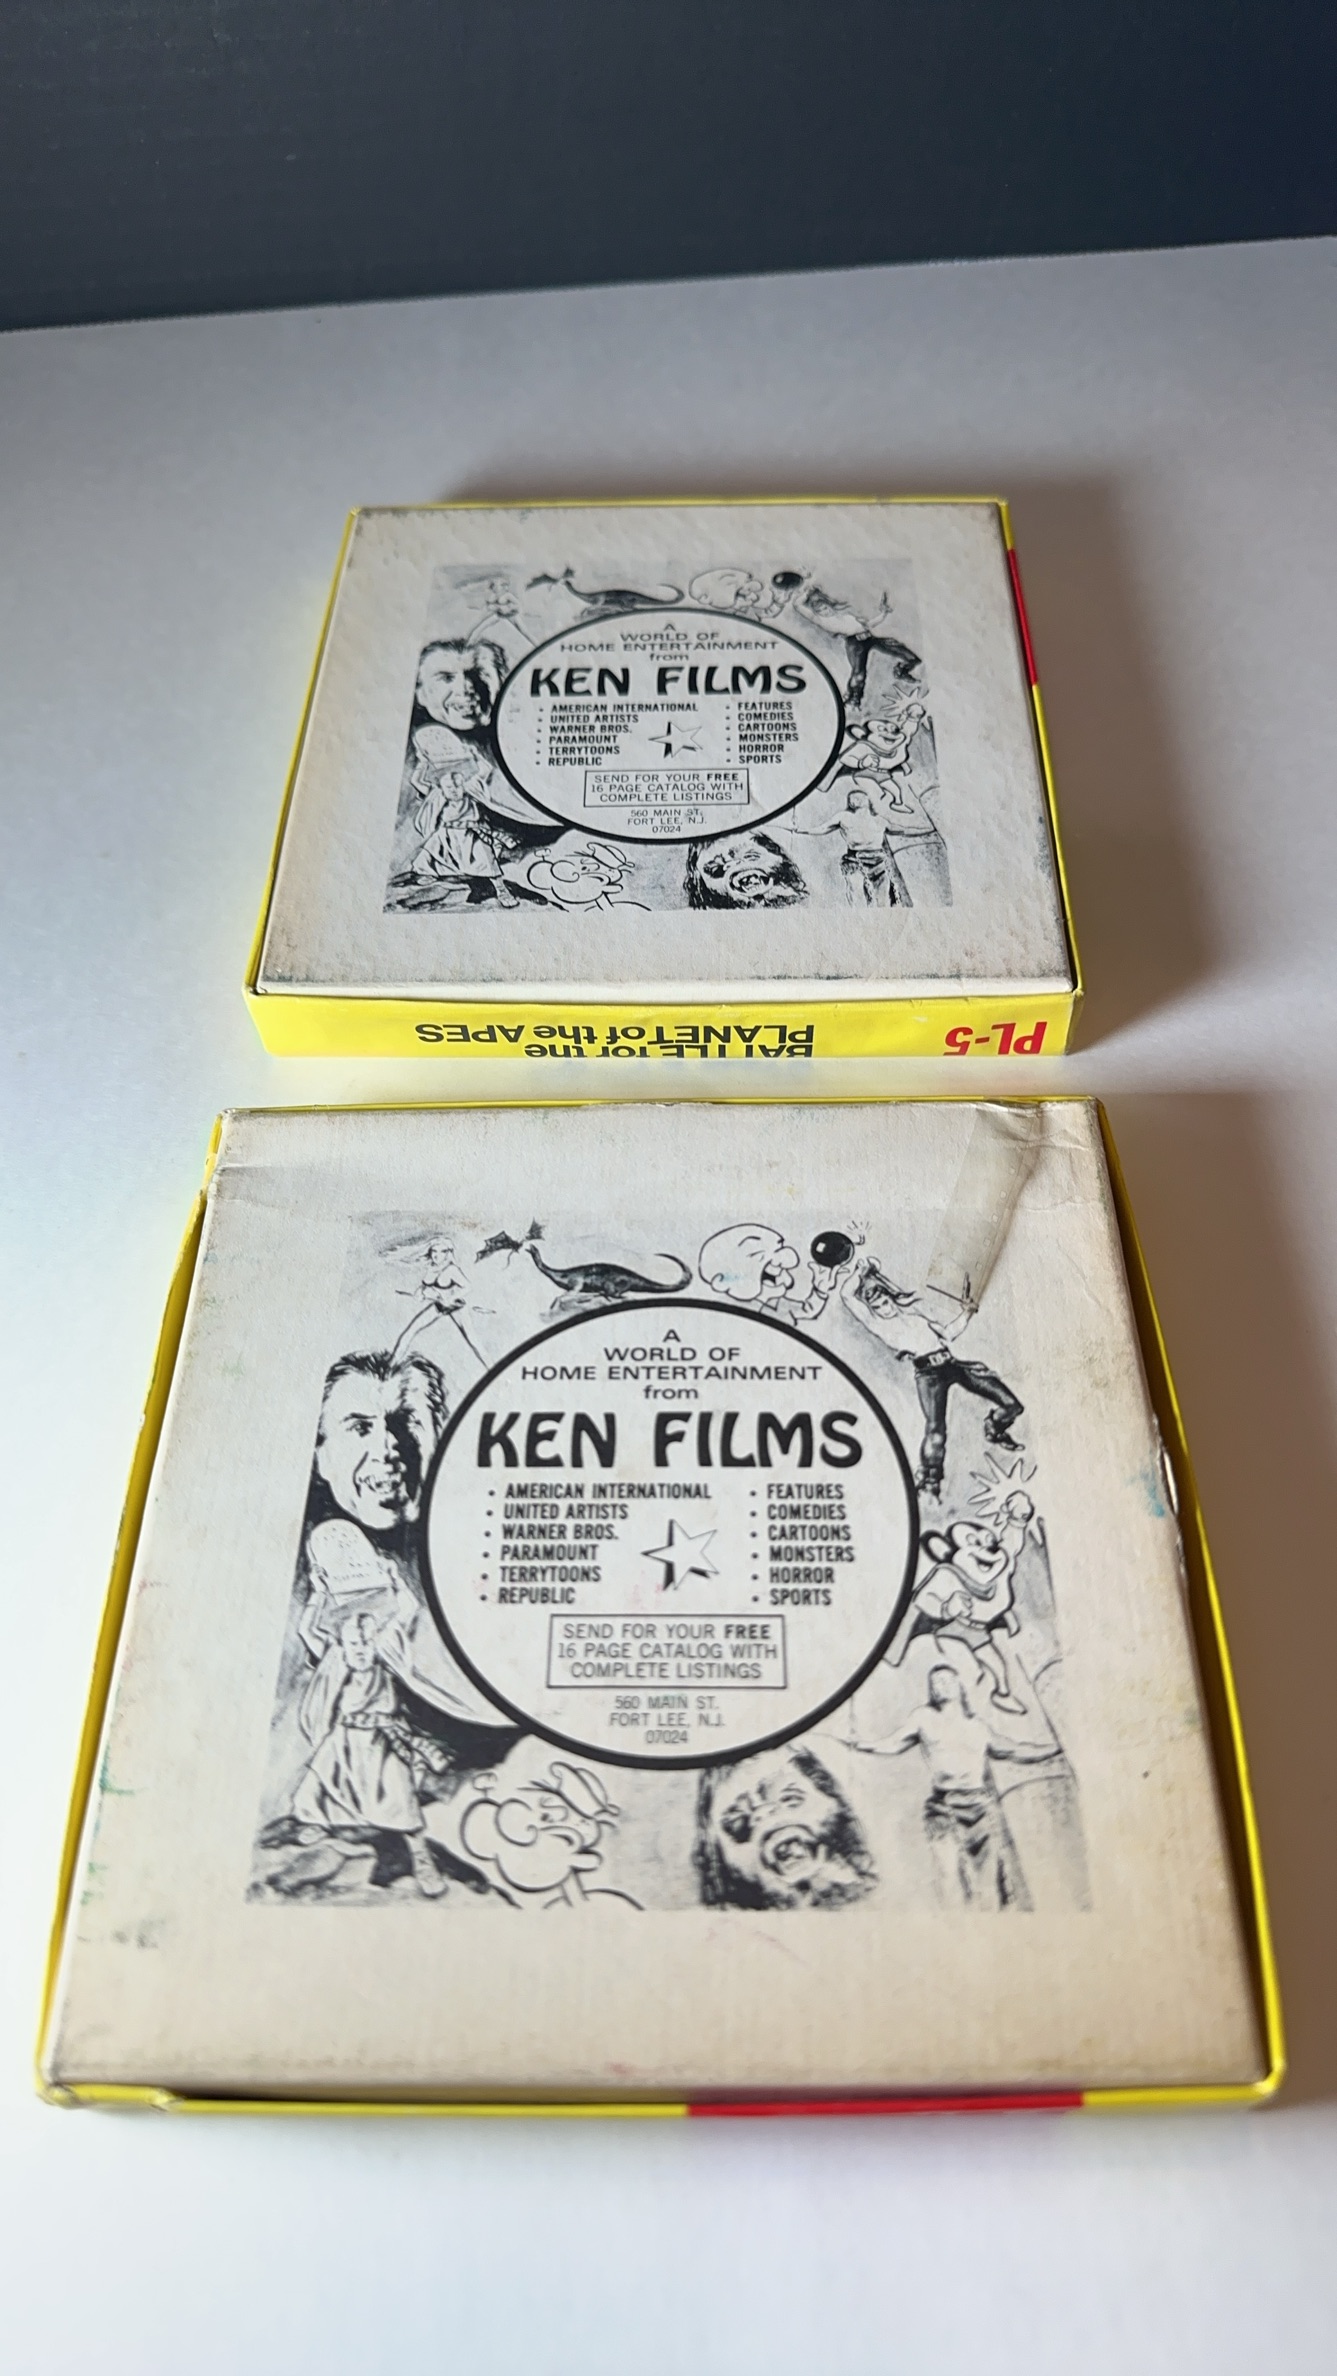 A
WORLD OF
HOME ENTERTAINMENT
from
KEN FILMS
• AMERICAN INTERNATIONAL
• UNITED ARTISTS
• WARNER BROS.
• PARAMOUNT
• TERRYTOONS
• REPUBLIC
• FEATURES
• COMEDIES
• CARTOONS
• MONSTERS
• HORROR
• SPORTS
SEND FOR YOUR FREE
16 PAGE CATALOG WITH
COMPLETE LISTINGS
560 MAIN ST.
FORT LEE, N.J.
07024
PL-5
BATTLE for the
PLANET of the APES
A
WORLD OF
HOME ENTERTAINMENT
from
KEN FILMS
• AMERICAN INTERNATIONAL
• UNITED ARTISTS
• WARNER BROS.
• PARAMOUNT
• TERRYTOONS
• REPUBLIC
• FEATURES
• COMEDIES
• CARTOONS
• MONSTERS
• HORROR
• SPORTS
SEND FOR YOUR FREE
16 PAGE CATALOG WITH
COMPLETE LISTINGS
560 MAIN ST.
FORT LEE, N.J.
07024